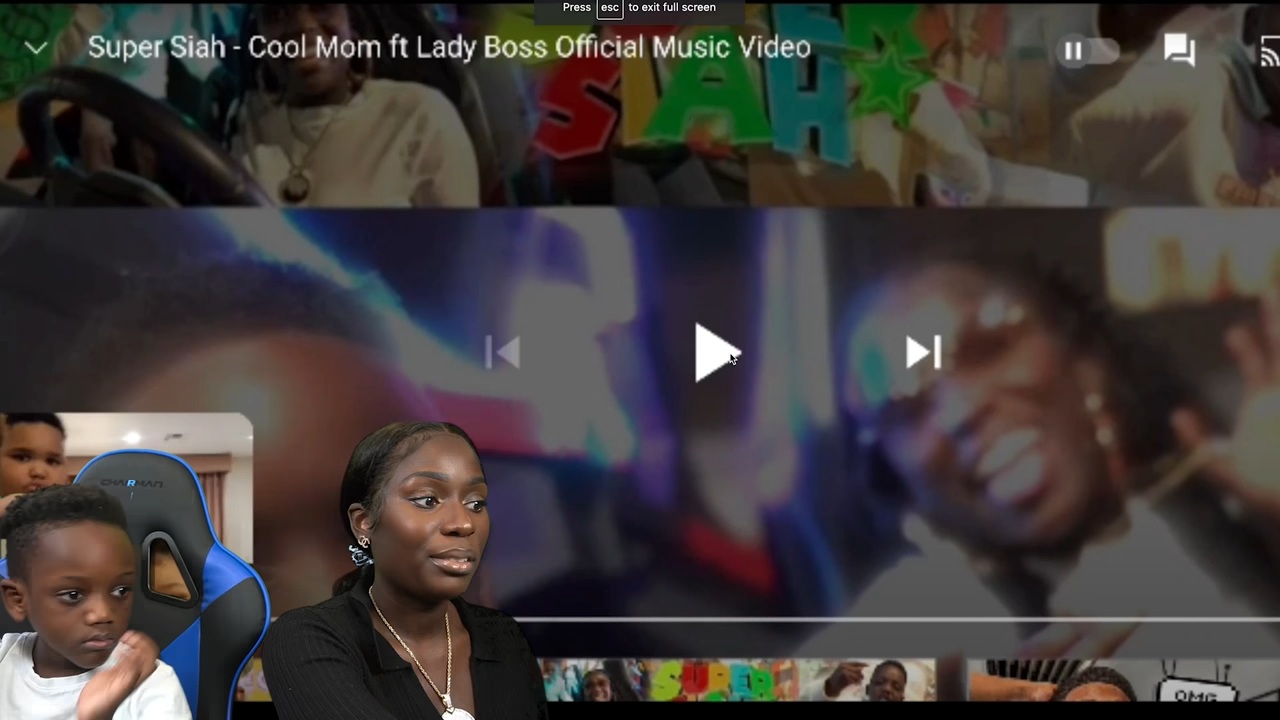 Press esc to exit full screen
Super Siah - Cool Mom ft Lady Boss Official Music Video
SIAH
CHARMAN
SUPER
OMG